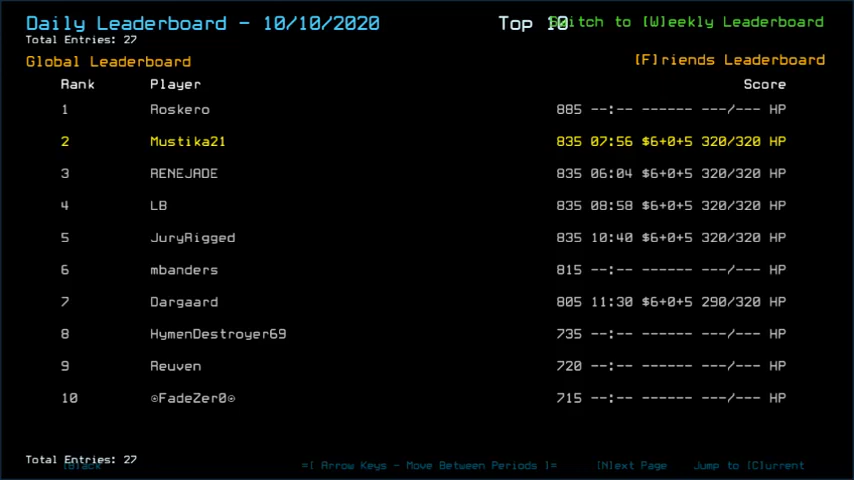 Daily Leaderboard - 10/10/2020 Top 10 Switch to [W]eekly Leaderboard
Total Entries: 27
Global Leaderboard [F]riends Leaderboard
Rank Player Score
1 Roskero 885 --:-- ------ ---/--- HP
2 Mustika21 835 07:56 $6+0+5 320/320 HP
3 RENEJADE 835 06:04 $6+0+5 320/320 HP
4 LB 835 08:58 $6+0+5 320/320 HP
5 JuryRigged 835 10:40 $6+0+5 320/320 HP
6 mbanders 815 --:-- ------ ---/--- HP
7 Dargaard 805 11:30 $6+0+5 290/320 HP
8 HymenDestroyer69 735 --:-- ------ ---/--- HP
9 Reuven 720 --:-- ------ ---/--- HP
10 ☉FadeZer0☉ 715 --:-- ------ ---/--- HP
Total Entries: 27
[B]ack =[ Arrow Keys - Move Between Periods ]= [N]ext Page Jump to [C]urrent